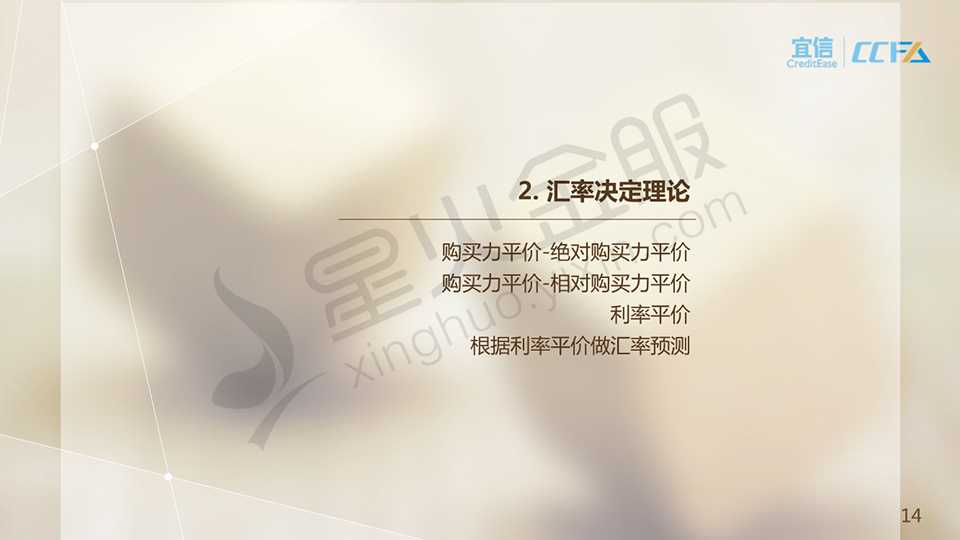 宜信
CreditEase
CCFA
星火金服
xinghuo.yixin.com
2. 汇率决定理论
购买力平价-绝对购买力平价
购买力平价-相对购买力平价
利率平价
根据利率平价做汇率预测
14